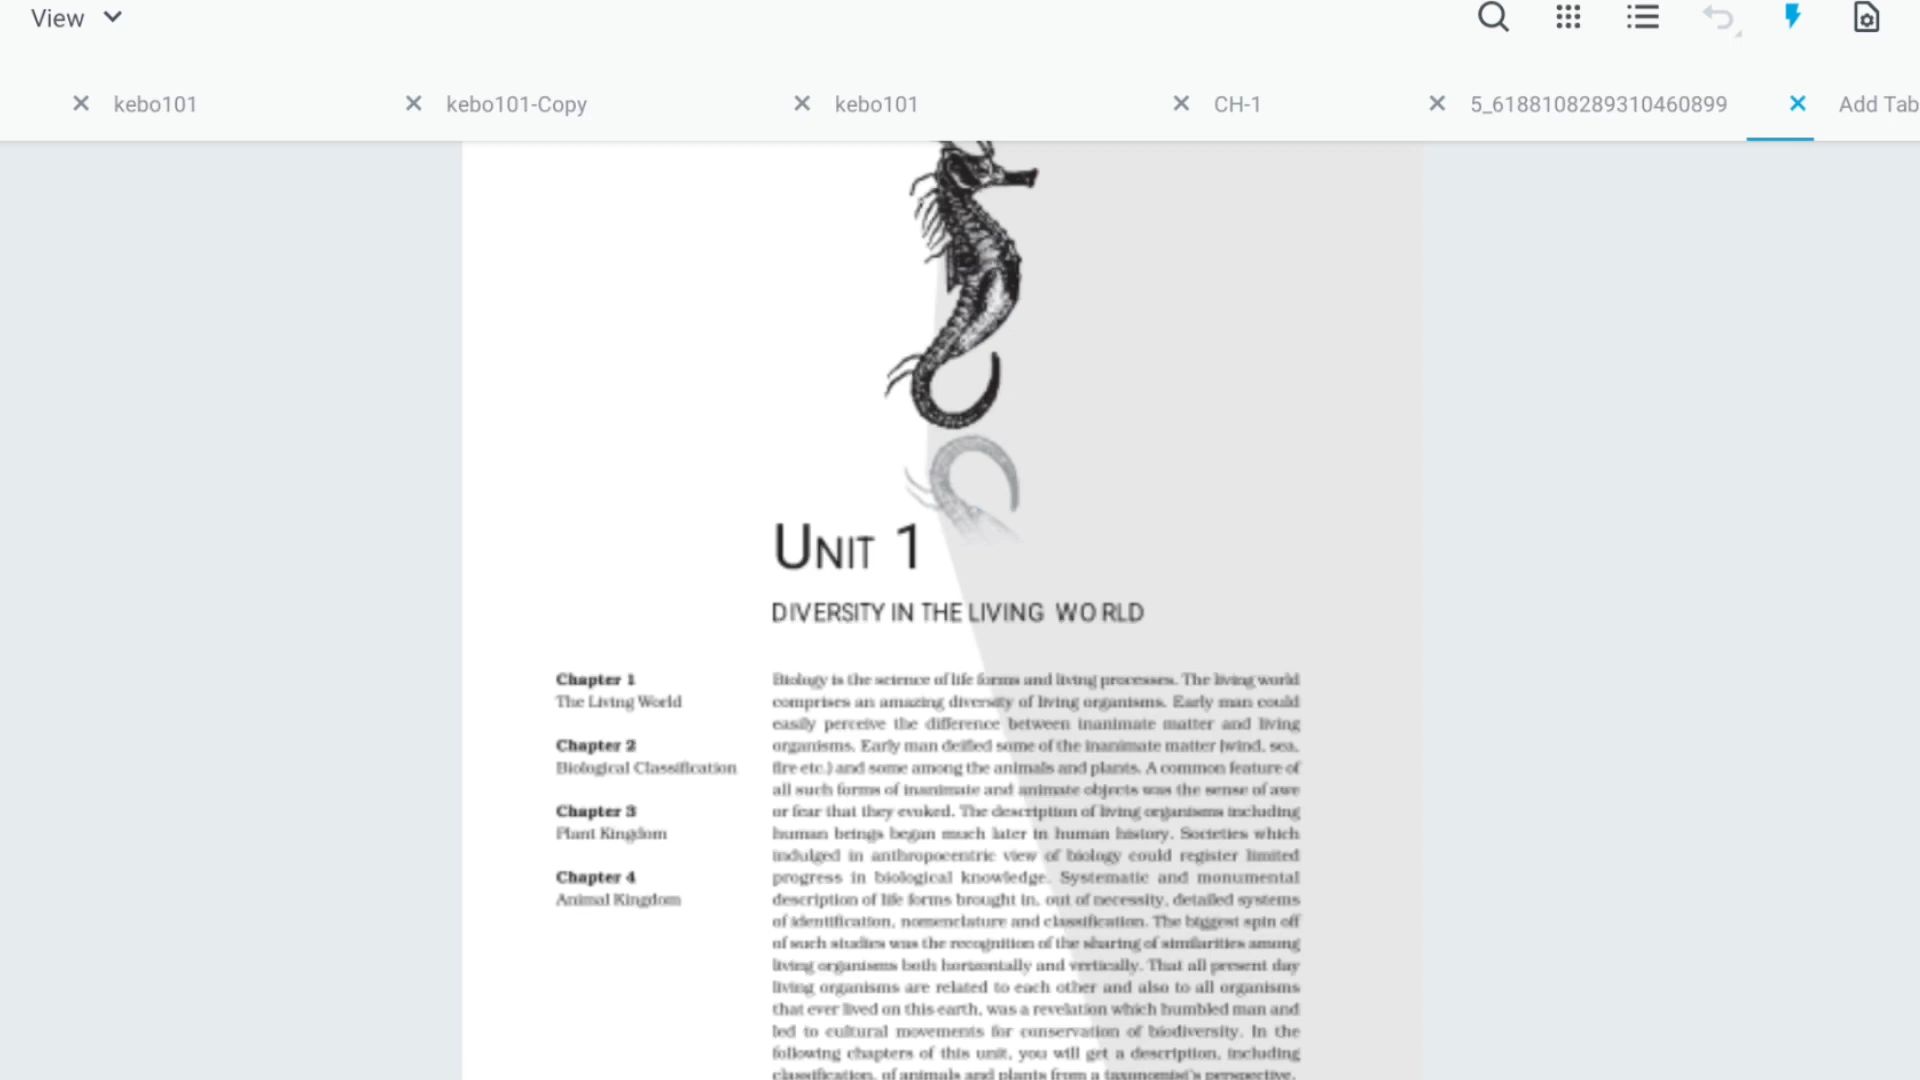 View
kebo101
kebo101-Copy
kebo101
CH-1
5_6188108289310460899
Add Tab
UNIT 1
DIVERSITY IN THE LIVING WORLD
Chapter 1
The Living World
Chapter 2
Biological Classification
Chapter 3
Plant Kingdom
Chapter 4
Animal Kingdom
Biology is the science of life forms and living processes. The living world
comprises an amazing diversity of living organisms. Early man could
easily perceive the difference between inanimate matter and living
organisms. Early man deified some of the inanimate matter (wind, sea,
fire etc.) and some among the animals and plants. A common feature of
all such forms of inanimate and animate objects was the sense of awe
or fear that they evoked. The description of living organisms including
human beings began much later in human history. Societies which
indulged in anthropocentric view of biology could register limited
progress in biological knowledge. Systematic and monumental
description of life forms brought in, out of necessity, detailed systems
of identification, nomenclature and classification. The biggest spin off
of such studies was the recognition of the sharing of similarities among
living organisms both horizontally and vertically. That all present day
living organisms are related to each other and also to all organisms
that ever lived on this earth, was a revelation which humbled man and
led to cultural movements for conservation of biodiversity. In the
following chapters of this unit, you will get a description, including
classification, of animals and plants from a taxonomist's perspective.